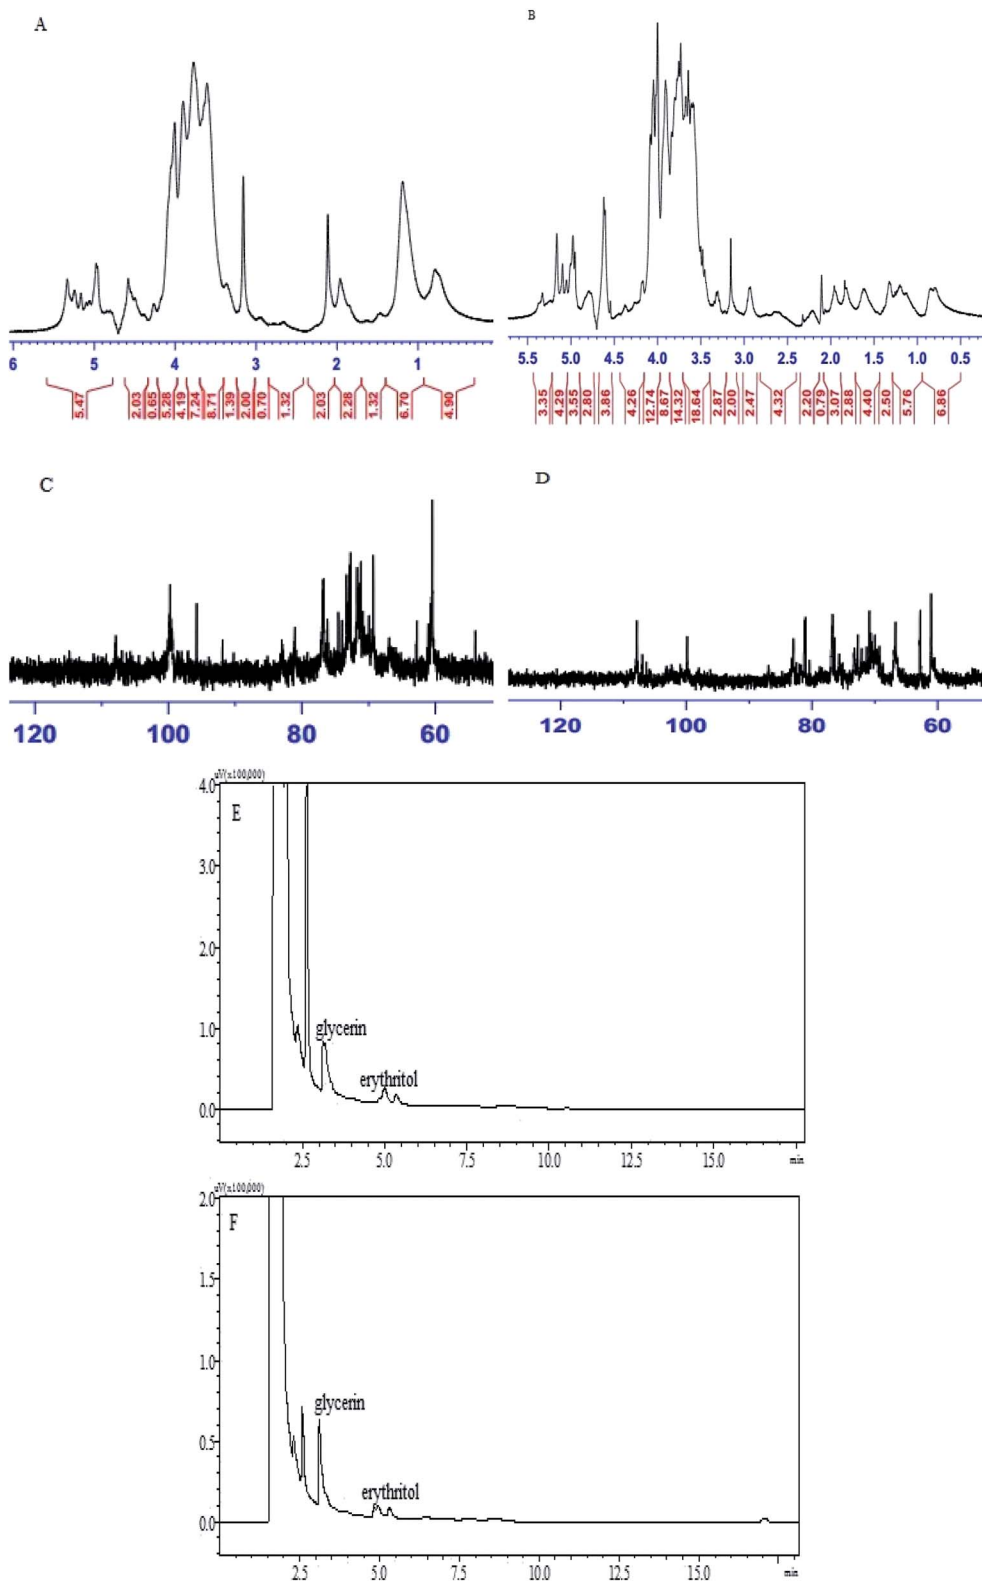 A
6 5 4 3 2 1
5.47 2.03 0.65 5.28 4.19 7.24 8.71 1.39 2.00 0.70 1.32 2.03 2.28 1.32 6.70 4.90
B
5.5 5.0 4.5 4.0 3.5 3.0 2.5 2.0 1.5 1.0 0.5
3.35 4.29 3.55 2.80 3.86 4.26 12.74 8.67 14.32 18.64 2.87 2.00 2.47 4.32 2.20 0.79 3.07 2.88 4.40 2.50 5.76 6.86
C
120 100 80 60
D
120 100 80 60
uV(x100,000)
4.0
E
3.0
2.0
1.0
glycerin
erythritol
0.0
2.5 5.0 7.5 10.0 12.5 15.0 min
uV(x100,000)
2.0
F
1.5
1.0
glycerin
0.5
erythritol
0.0
2.5 5.0 7.5 10.0 12.5 15.0 min